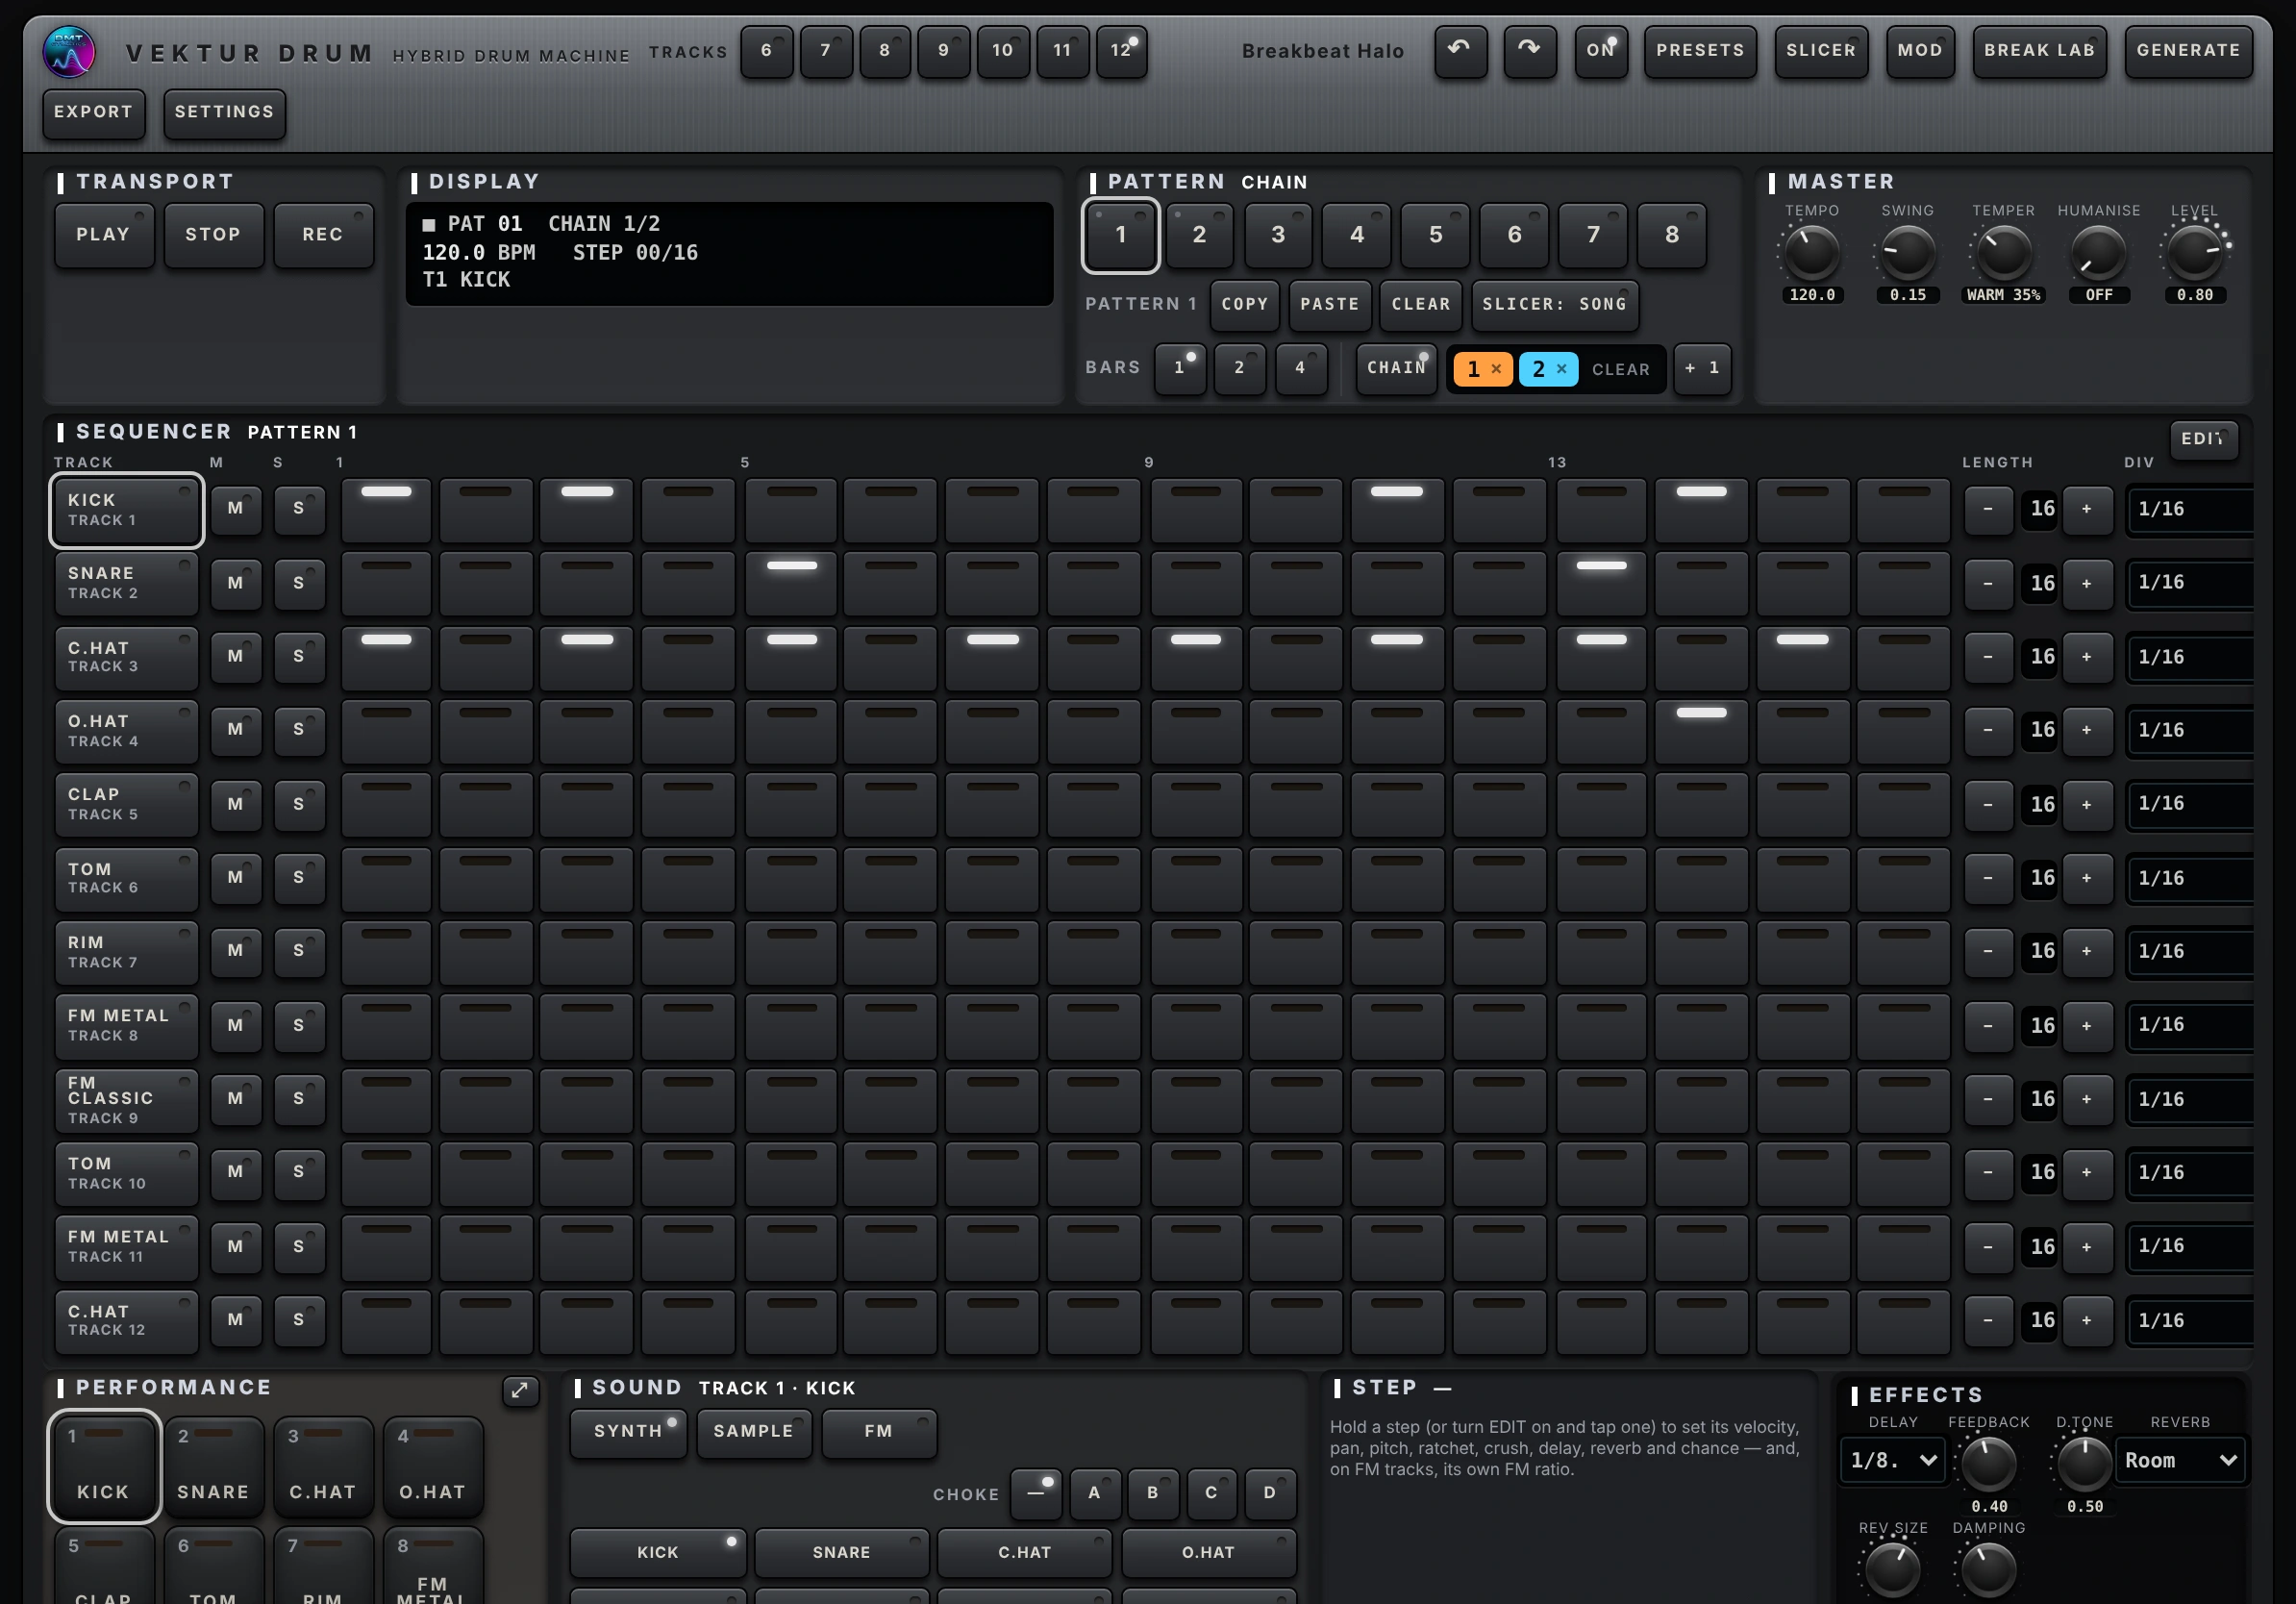 VEKTUR DRUM HYBRID DRUM MACHINE TRACKS 6 7 8 9 10 11 12 Breakbeat Halo ↶ ↷ ON PRESETS SLICER MOD BREAK LAB GENERATE
EXPORT SETTINGS
TRANSPORT
PLAY STOP REC
DISPLAY
■ PAT 01 CHAIN 1/2
120.0 BPM STEP 00/16
T1 KICK
PATTERN CHAIN
1 2 3 4 5 6 7 8
PATTERN 1 COPY PASTE CLEAR SLICER: SONG
BARS 1 2 4 CHAIN 1 × 2 × CLEAR + 1
MASTER
TEMPO SWING TEMPER HUMANISE LEVEL
120.0 0.15 WARM 35% OFF 0.80
SEQUENCER PATTERN 1 EDIT
TRACK M S 1 5 9 13 LENGTH DIV
KICK
TRACK 1 M S − 16 + 1/16
SNARE
TRACK 2 M S − 16 + 1/16
C.HAT
TRACK 3 M S − 16 + 1/16
O.HAT
TRACK 4 M S − 16 + 1/16
CLAP
TRACK 5 M S − 16 + 1/16
TOM
TRACK 6 M S − 16 + 1/16
RIM
TRACK 7 M S − 16 + 1/16
FM METAL
TRACK 8 M S − 16 + 1/16
FM
CLASSIC
TRACK 9 M S − 16 + 1/16
TOM
TRACK 10 M S − 16 + 1/16
FM METAL
TRACK 11 M S − 16 + 1/16
C.HAT
TRACK 12 M S − 16 + 1/16
PERFORMANCE
1 2 3 4
KICK SNARE C.HAT O.HAT
5 6 7 8
CLAP TOM RIM FM
METAL
SOUND TRACK 1 · KICK
SYNTH SAMPLE FM
CHOKE — A B C D
KICK SNARE C.HAT O.HAT
STEP —
Hold a step (or turn EDIT on and tap one) to set its velocity,
pan, pitch, ratchet, crush, delay, reverb and chance — and,
on FM tracks, its own FM ratio.
EFFECTS
DELAY FEEDBACK D.TONE REVERB
1/8. Room
0.40 0.50
REV SIZE DAMPING